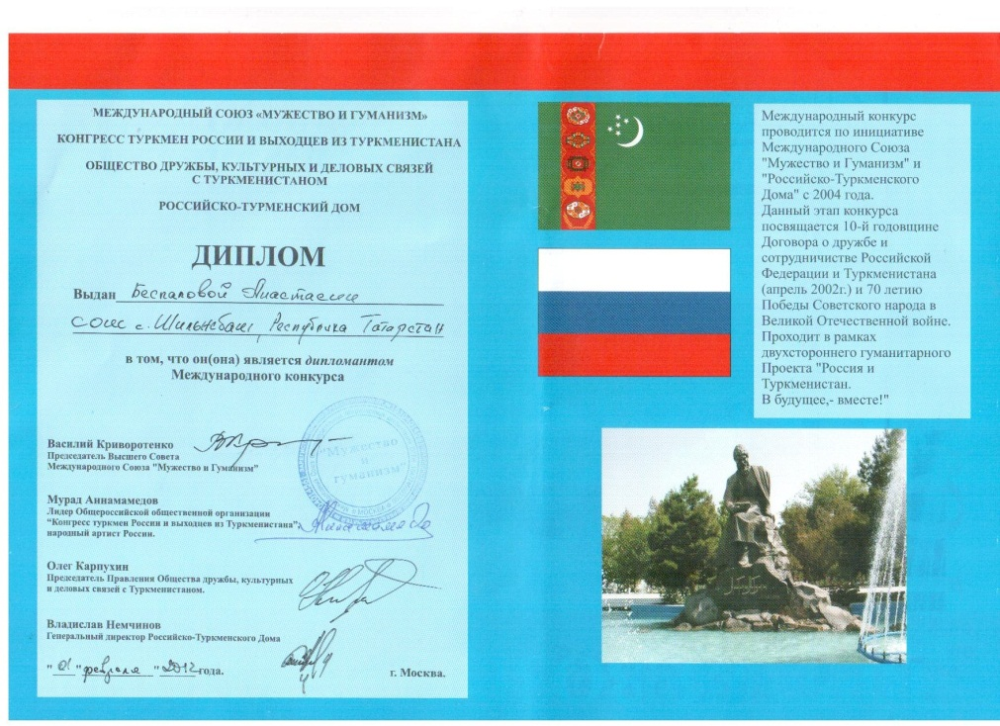 МЕЖДУНАРОДНЫЙ СОЮЗ «МУЖЕСТВО И ГУМАНИЗМ»
КОНГРЕСС ТУРКМЕН РОССИИ И ВЫХОДЦЕВ ИЗ ТУРКМЕНИСТАНА
ОБЩЕСТВО ДРУЖБЫ, КУЛЬТУРНЫХ И ДЕЛОВЫХ СВЯЗЕЙ
С ТУРКМЕНИСТАНОМ
РОССИЙСКО-ТУРМЕНСКИЙ ДОМ
ДИПЛОМ
Выдан Беспаловой Анастасии
сош с. Шильнебаш Республика Татарстан
в том, что он(она) является дипломантом
Международного конкурса
Василий Криворотенко
Председатель Высшего Совета
Международного Союза "Мужество и Гуманизм"
"Мужество
и
гуманизм"
Мурад Аннамамедов
Лидер Общероссийской общественной организации
"Конгресс туркмен России и выходцев из Туркменистана",
народный артист России.
Олег Карпухин
Председатель Правления Общества дружбы, культурных
и деловых связей с Туркменистаном.
Владислав Немчинов
Генеральный директор Российско-Туркменского Дома
"01" февраля "2012 года.
г. Москва.
Международный конкурс
проводится по инициативе
Международного Союза
"Мужество и Гуманизм" и
"Российско-Туркменского
Дома" с 2004 года.
Данный этап конкурса
посвящается 10-й годовщине
Договора о дружбе и
сотрудничестве Российской
Федерации и Туркменистана
(апрель 2002г.) и 70 летию
Победы Советского народа в
Великой Отечественной войне.
Проходит в рамках
двухстороннего гуманитарного
Проекта "Россия и
Туркменистан.
В будущее,- вместе!"